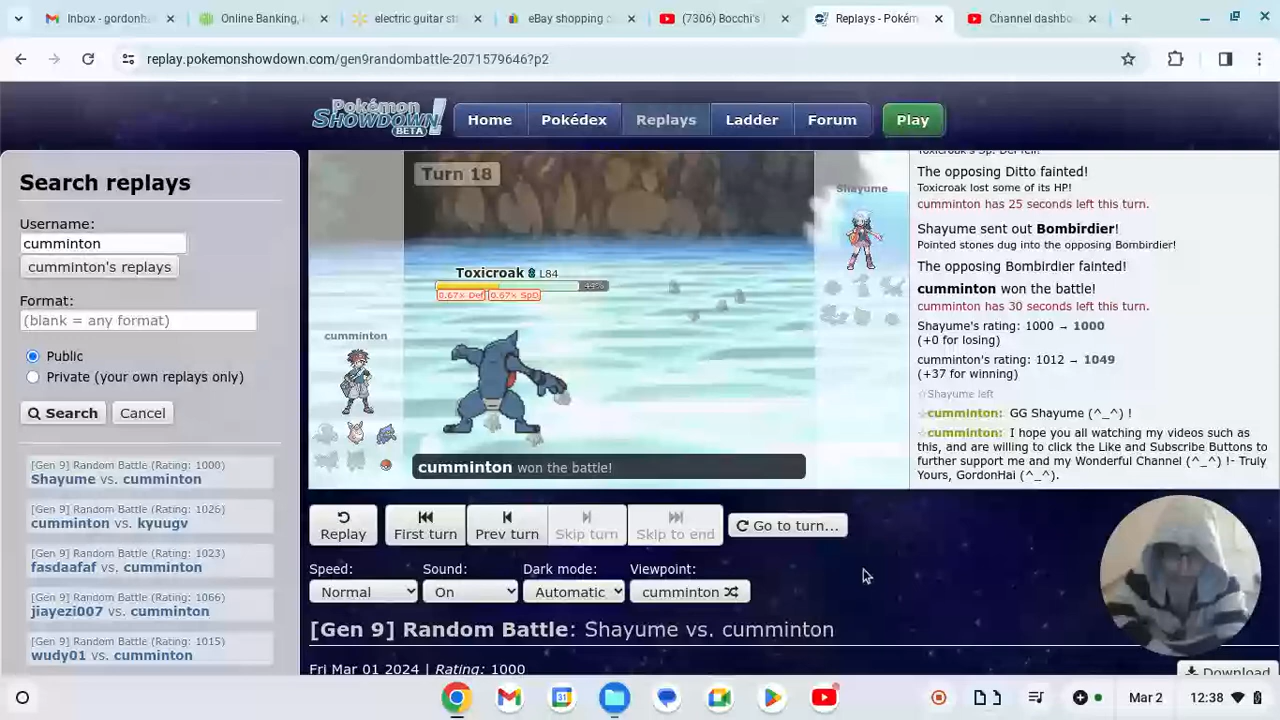 Inbox - gordonh
Online Banking,
electric guitar st
eBay shopping c
(7306) Bocchi's
Replays - Pokém
Channel dashbo
replay.pokemonshowdown.com/gen9randombattle-2071579646?p2
Pokémon
SHOWDOWN!
BETA
Home
Pokédex
Replays
Ladder
Forum
Play
Search replays
Username:
cumminton
cumminton's replays
Format:
(blank = any format)
Public
Private (your own replays only)
Search
Cancel
[Gen 9] Random Battle (Rating: 1000)
Shayume vs. cumminton
[Gen 9] Random Battle (Rating: 1026)
cumminton vs. kyuugv
[Gen 9] Random Battle (Rating: 1023)
fasdaafaf vs. cumminton
[Gen 9] Random Battle (Rating: 1066)
jiayezi007 vs. cumminton
[Gen 9] Random Battle (Rating: 1015)
wudy01 vs. cumminton
Turn 18
Shayume
Toxicroak L84
44%
0.67× Def 0.67× SpD
cumminton
cumminton won the battle!
Toxicroak's Sp. Def fell!
The opposing Ditto fainted!
Toxicroak lost some of its HP!
cumminton has 25 seconds left this turn.
Shayume sent out Bombirdier!
Pointed stones dug into the opposing Bombirdier!
The opposing Bombirdier fainted!
cumminton won the battle!
cumminton has 30 seconds left this turn.
Shayume's rating: 1000 → 1000
(+0 for losing)
cumminton's rating: 1012 → 1049
(+37 for winning)
☆Shayume left
☆cumminton: GG Shayume (^_^) !
☆cumminton: I hope you all watching my videos such as
this, and are willing to click the Like and Subscribe Buttons to
further support me and my Wonderful Channel (^_^) !- Truly
Yours, GordonHai (^_^).
Replay
First turn
Prev turn
Skip turn
Skip to end
Go to turn...
Speed:
Normal
Sound:
On
Dark mode:
Automatic
Viewpoint:
cumminton
[Gen 9] Random Battle: Shayume vs. cumminton
Fri Mar 01 2024 | Rating: 1000
Download
Mar 2
12:38